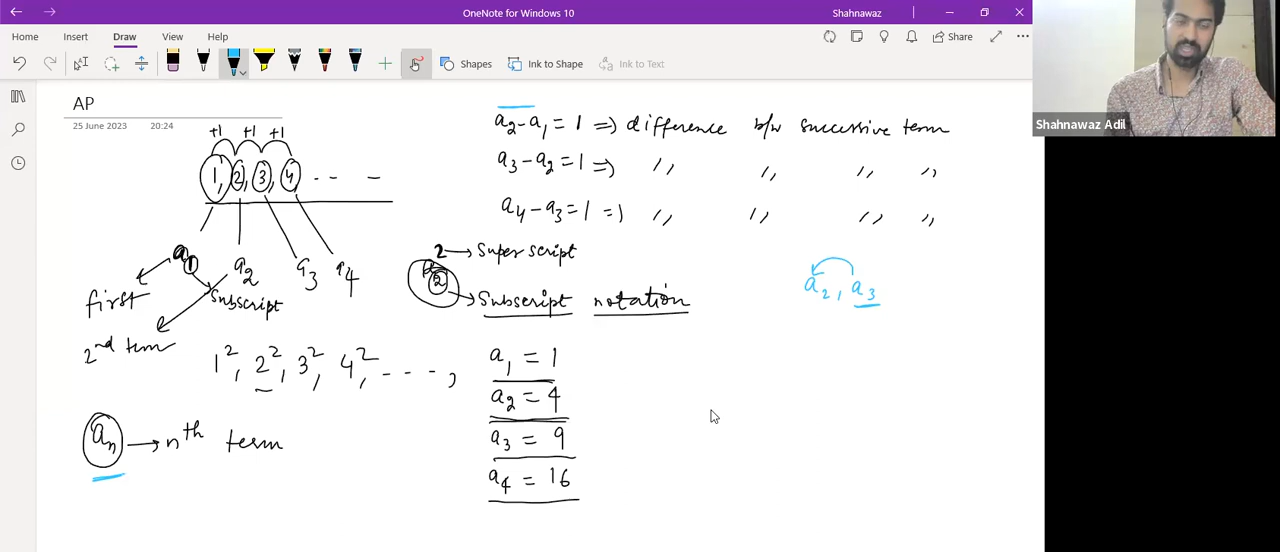 OneNote for Windows 10
Shahnawaz
Home Insert Draw View Help
Share
Shapes
Ink to Shape
Ink to Text
AP
25 June 2023 20:24
+1 +1 +1
1, 2, 3, 4, - - -
a1 a2 a3 a4
first
subscript
2nd term
1², 2², 3², 4², - - - ,
an → nth term
a2 - a1 = 1 => difference b/w successive term
a3 - a2 = 1 => ,, ,, ,, ,,
a4 - a3 = 1 => ,, ,, ,, ,,
2 → Super script
2 → Subscript notation
a1 = 1
a2 = 4
a3 = 9
a4 = 16
a2, a3
Shahnawaz Adil